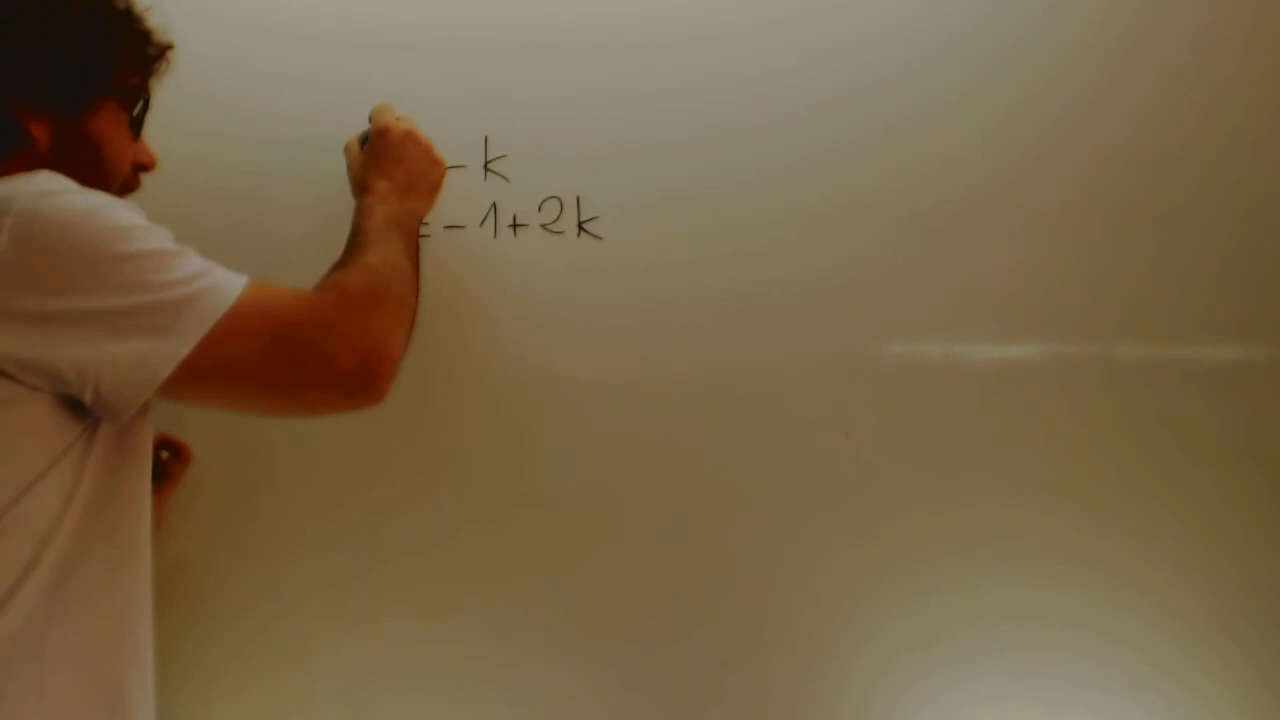 - k
= - 1 + 2k